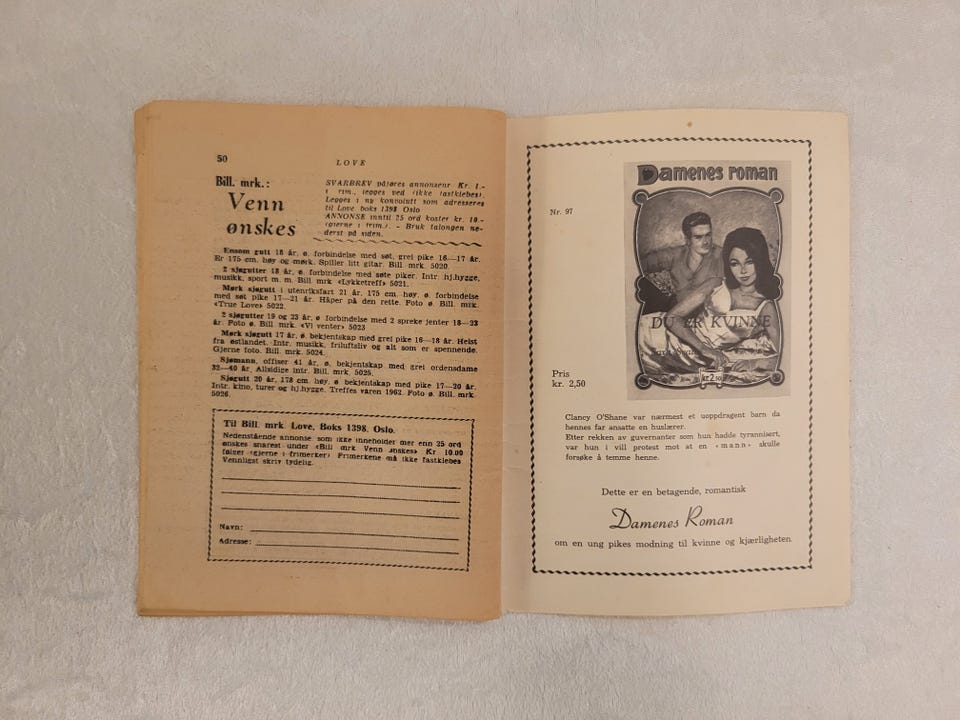 50
LOVE
Bill. mrk.:
Venn
ønskes
SVARBREV påføres annonsenr Kr. 1.-
i frim., legges ved (ikke fastklebes).
Legges i ny konvolutt som adresseres
til Love boks 1398 Oslo
ANNONSE inntil 25 ord koster kr. 10.-
(gjerne i frim.). - Bruk talongen ne-
derst på siden.
Ensom gutt 18 år, ø. forbindelse med søt, grei pike 16—17 år.
Er 175 cm. høy og mørk. Spiller litt gitar. Bill mrk 5020
2 sjøgutter 18 år, ø. forbindelse med søte piker. Intr hj.hygge,
musikk, sport m. m. Bill mrk «Lykketreff» 5021.
Mørk sjøgutt i utenriksfart 21 år, 175 cm. høy, ø. forbindelse
med søt pike 17—21 år. Håper på den rette. Foto ø. Bill. mrk.
«True Love» 5022.
2 sjøgutter 19 og 23 år, ø forbindelse med 2 spreke jenter 18—23
år. Foto ø. Bill. mrk. «Vi venter» 5023
Mørk sjøgutt 17 år, ø. bekjentskap med grei pike 16—18 år. Helst
fra østlandet. Intr. musikk, friluftsliv og alt som er spennende.
Gjerne foto. Bill. mrk. 5024.
Sjømann, offiser 41 år, ø. bekjentskap med grei ordensdame
32—40 år. Allsidige intr. Bill. mrk. 5025.
Sjøgutt 20 år, 178 cm. høy, ø bekjentskap med pike 17—20 år.
Intr. kino, turer og hj.hygge. Treffes våren 1962. Foto ø. Bill. mrk.
5026.
Til Bill. mrk. Love, Boks 1398, Oslo.
Nedenstående annonse som ikke inneholder mer enn 25 ord
ønskes snarest under «Bill mrk Venn ønskes» Kr 10.00
følger (gjerne i frimerker) Frimerkene må ikke fastklebes
Vennligst skriv tydelig.
Navn:
Adresse:
Damenes roman
Nr. 97
DU ER KVINNE
kr. 2.50
Pris
kr. 2,50
Clancy O'Shane var nærmest et uoppdragent barn da
hennes far ansatte en huslærer.
Etter rekken av guvernanter som hun hadde tyrannisert,
var hun i vill protest mot at en «mann» skulle
forsøke å temme henne.
Dette er en betagende, romantisk
Damenes Roman
om en ung pikes modning til kvinne og kjærligheten